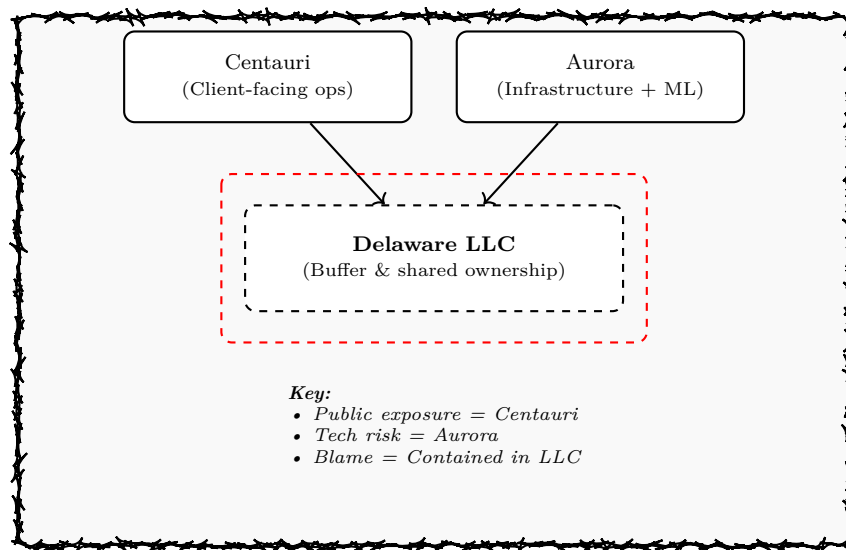 Centauri
(Client-facing ops)
Aurora
(Infrastructure + ML)
Delaware LLC
(Buffer & shared ownership)
Key:
• Public exposure = Centauri
• Tech risk = Aurora
• Blame = Contained in LLC